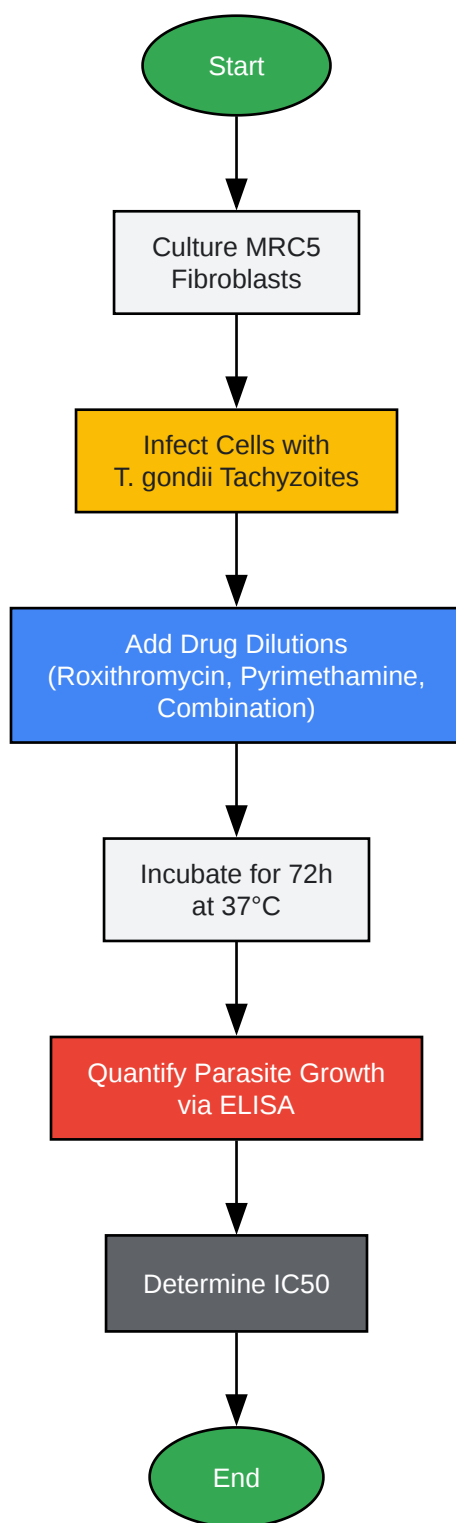 Start
Culture MRC5
Fibroblasts
Infect Cells with
T. gondii Tachyzoites
Add Drug Dilutions
(Roxithromycin, Pyrimethamine,
Combination)
Incubate for 72h
at 37°C
Quantify Parasite Growth
via ELISA
Determine IC50
End